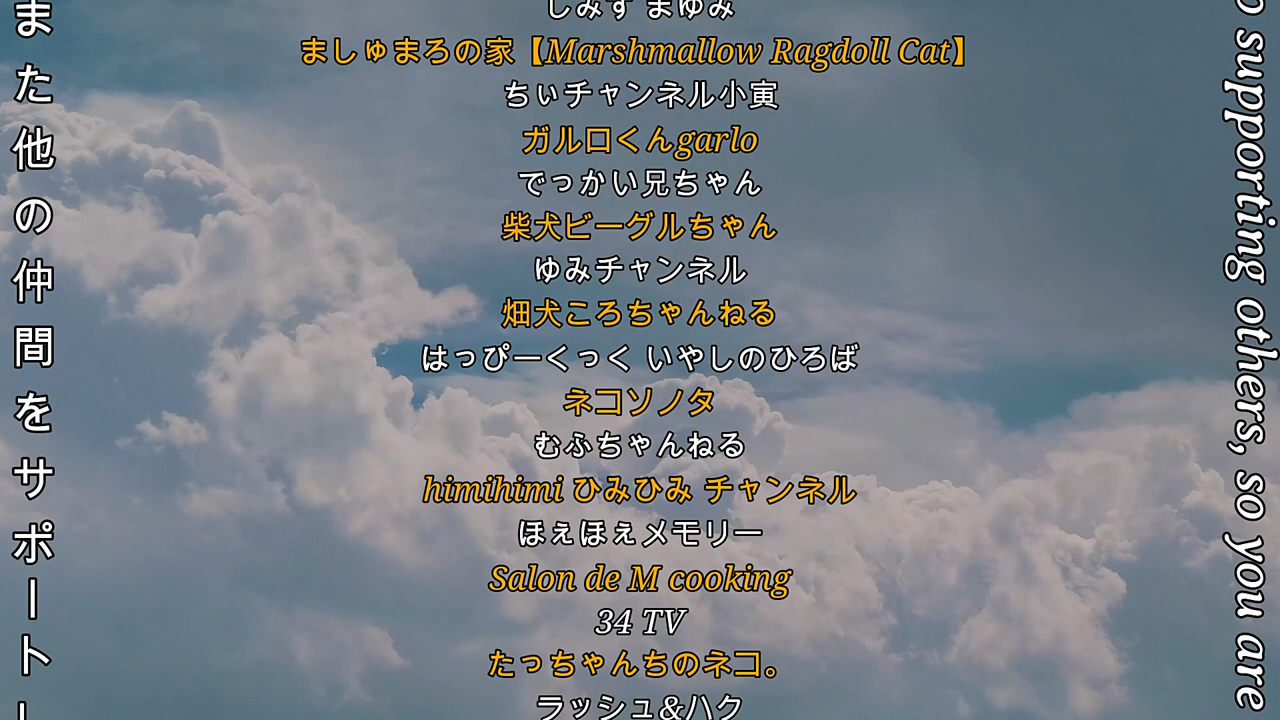 また他の仲間をサポート
しみず まゆみ
ましゅまろの家【Marshmallow Ragdoll Cat】
ちぃチャンネル小寅
ガルロくんgarlo
でっかい兄ちゃん
柴犬ビーグルちゃん
ゆみチャンネル
畑犬ころちゃんねる
はっぴーくっく いやしのひろば
ネコソノタ
むふちゃんねる
himihimi ひみひみ チャンネル
ほぇほぇメモリー
Salon de M cooking
34 TV
たっちゃんちのネコ。
ラッシュ&ハク
supporting others, so you are